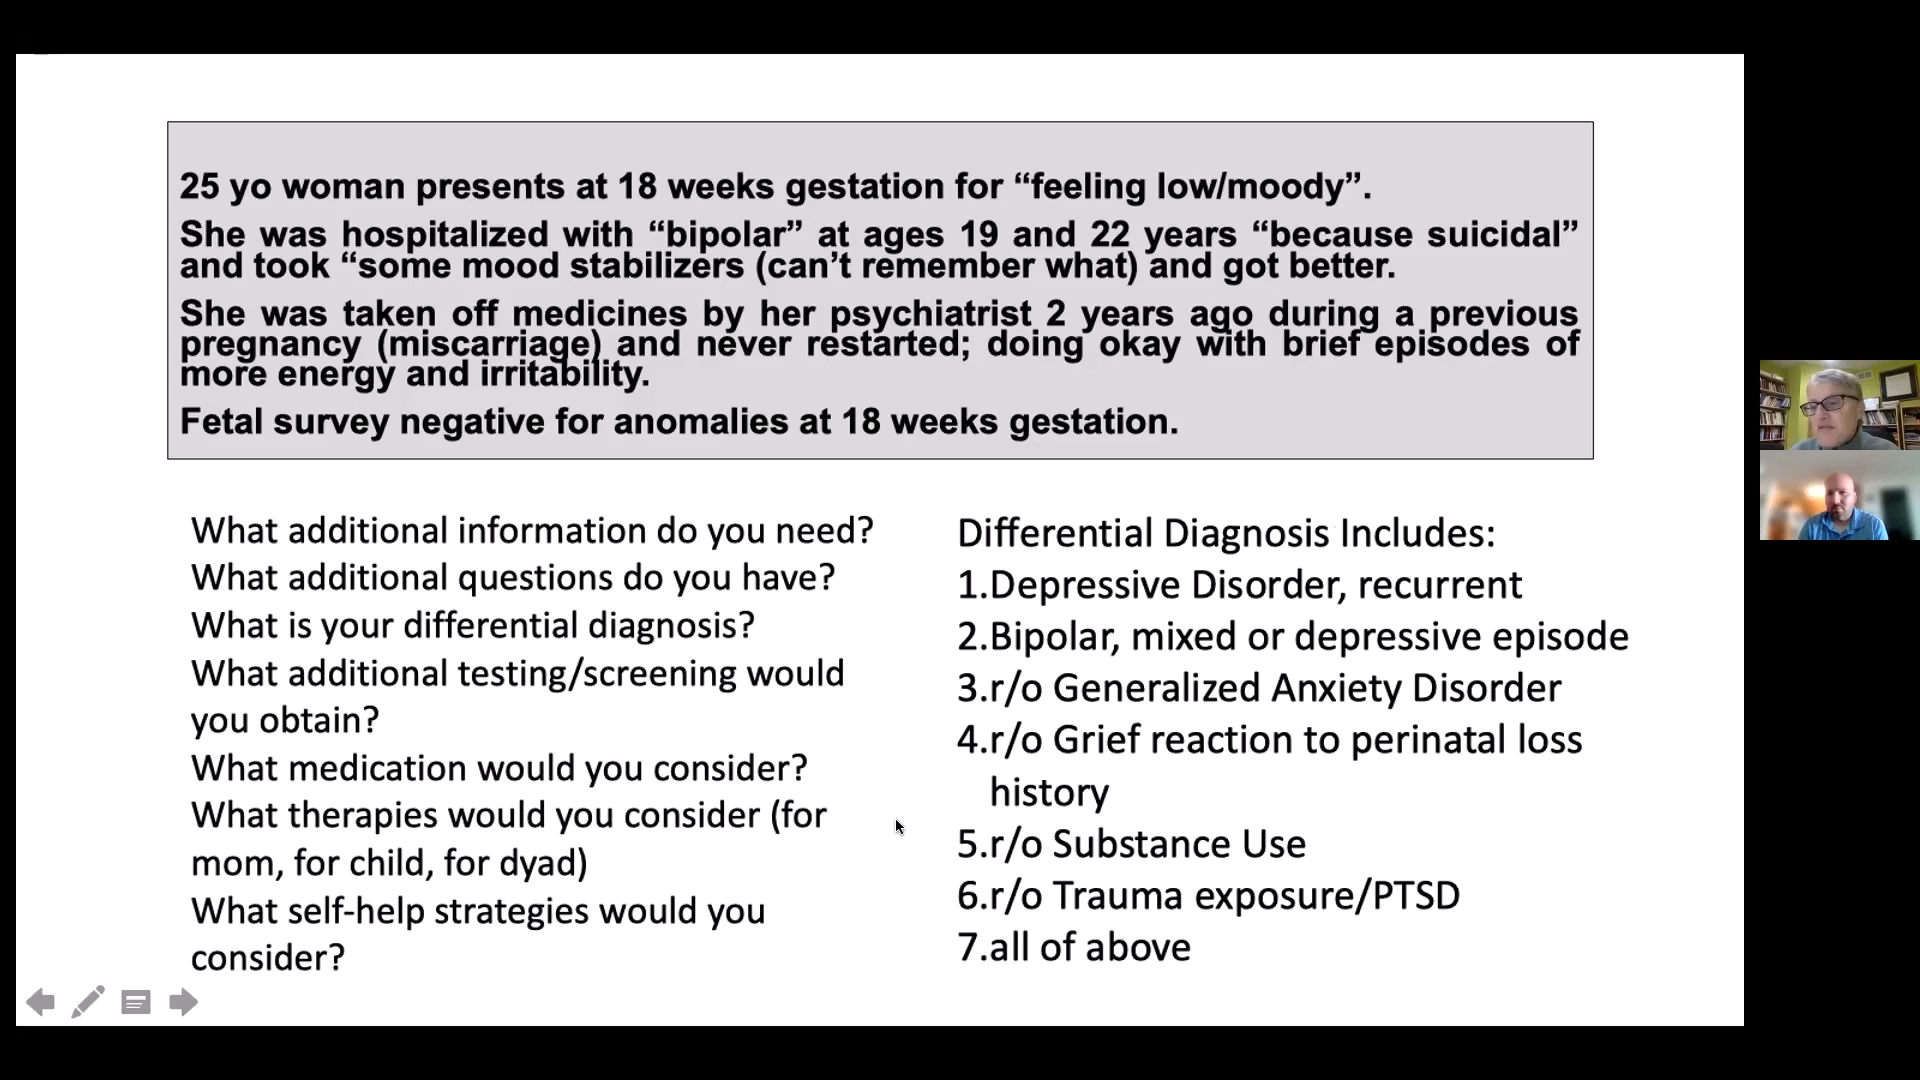 25 yo woman presents at 18 weeks gestation for “feeling low/moody”.
She was hospitalized with “bipolar” at ages 19 and 22 years “because suicidal”
and took “some mood stabilizers (can’t remember what) and got better.
She was taken off medicines by her psychiatrist 2 years ago during a previous
pregnancy (miscarriage) and never restarted; doing okay with brief episodes of
more energy and irritability.
Fetal survey negative for anomalies at 18 weeks gestation.
What additional information do you need?
What additional questions do you have?
What is your differential diagnosis?
What additional testing/screening would
you obtain?
What medication would you consider?
What therapies would you consider (for
mom, for child, for dyad)
What self-help strategies would you
consider?
Differential Diagnosis Includes:
1.Depressive Disorder, recurrent
2.Bipolar, mixed or depressive episode
3.r/o Generalized Anxiety Disorder
4.r/o Grief reaction to perinatal loss
history
5.r/o Substance Use
6.r/o Trauma exposure/PTSD
7.all of above